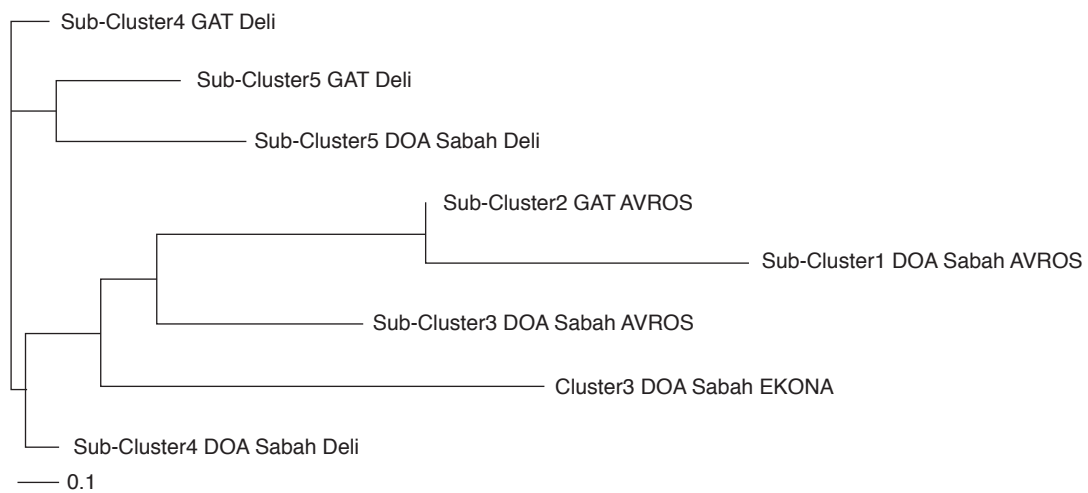 Sub-Cluster4 GAT Deli
Sub-Cluster5 GAT Deli
Sub-Cluster5 DOA Sabah Deli
Sub-Cluster2 GAT AVROS
Sub-Cluster1 DOA Sabah AVROS
Sub-Cluster3 DOA Sabah AVROS
Cluster3 DOA Sabah EKONA
Sub-Cluster4 DOA Sabah Deli
0.1